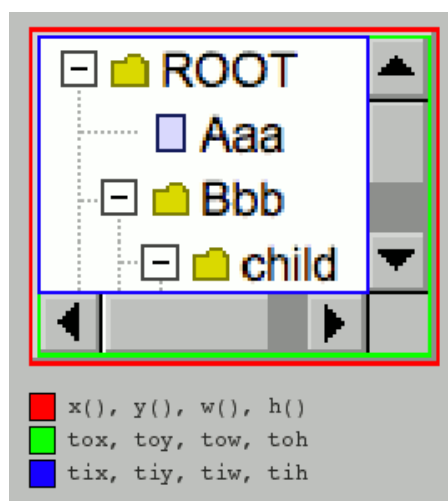 ROOT
Aaa
Bbb
child
x(), y(), w(), h()
tox, toy, tow, toh
tix, tiy, tiw, tih